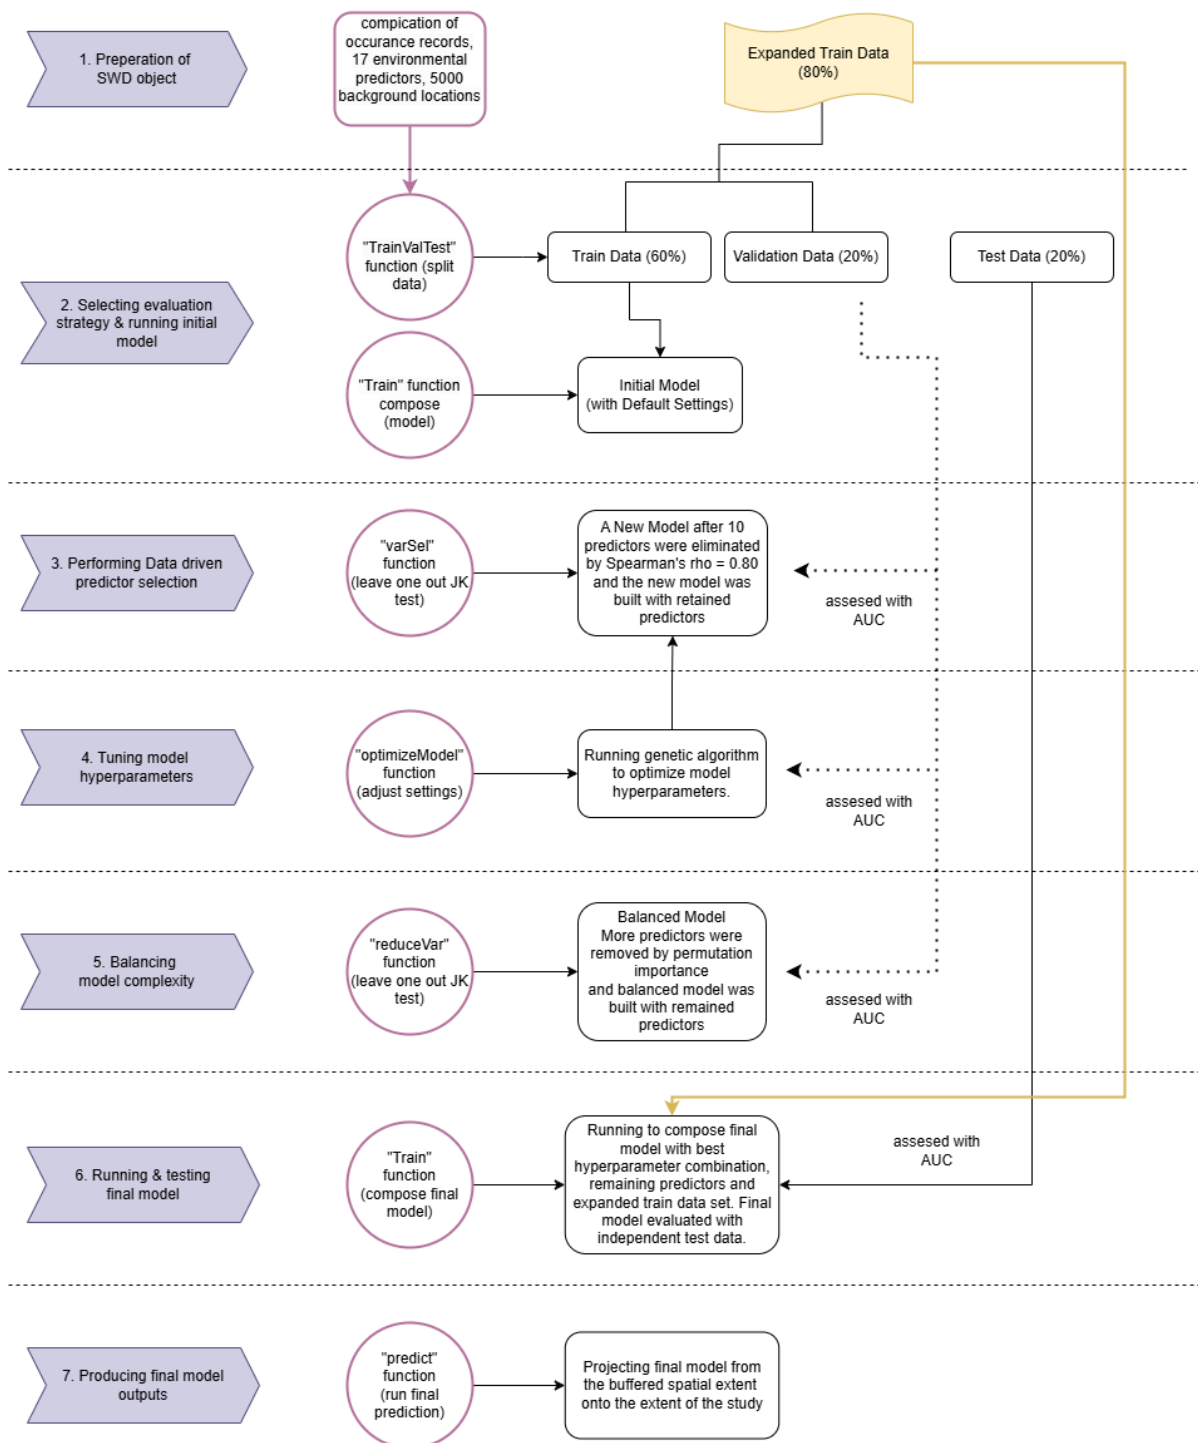 1. Preperation of
SWD object
compication of
occurance records,
17 environmental
predictors, 5000
background locations
Expanded Train Data
(80%)
2. Selecting evaluation
strategy & running initial
model
"TrainValTest"
function (split
data)
Train Data (60%)
Validation Data (20%)
Test Data (20%)
"Train" function
compose
(model)
Initial Model
(with Default Settings)
3. Performing Data driven
predictor selection
"varSel"
function
(leave one out JK
test)
A New Model after 10
predictors were eliminated
by Spearman's rho = 0.80
and the new model was
built with retained
predictors
assesed with
AUC
4. Tuning model
hyperparameters
"optimizeModel"
function
(adjust settings)
Running genetic algorithm
to optimize model
hyperparameters.
assesed with
AUC
5. Balancing
model complexity
"reduceVar"
function
(leave one out JK
test)
Balanced Model
More predictors were
removed by permutation
importance
and balanced model was
built with remained
predictors
assesed with
AUC
6. Running & testing
final model
"Train"
function
(compose final
model)
Running to compose final
model with best
hyperparameter combination,
remaining predictors and
expanded train data set. Final
model evaluated with
independent test data.
assesed with
AUC
7. Producing final model
outputs
"predict"
function
(run final
prediction)
Projecting final model from
the buffered spatial extent
onto the extent of the study